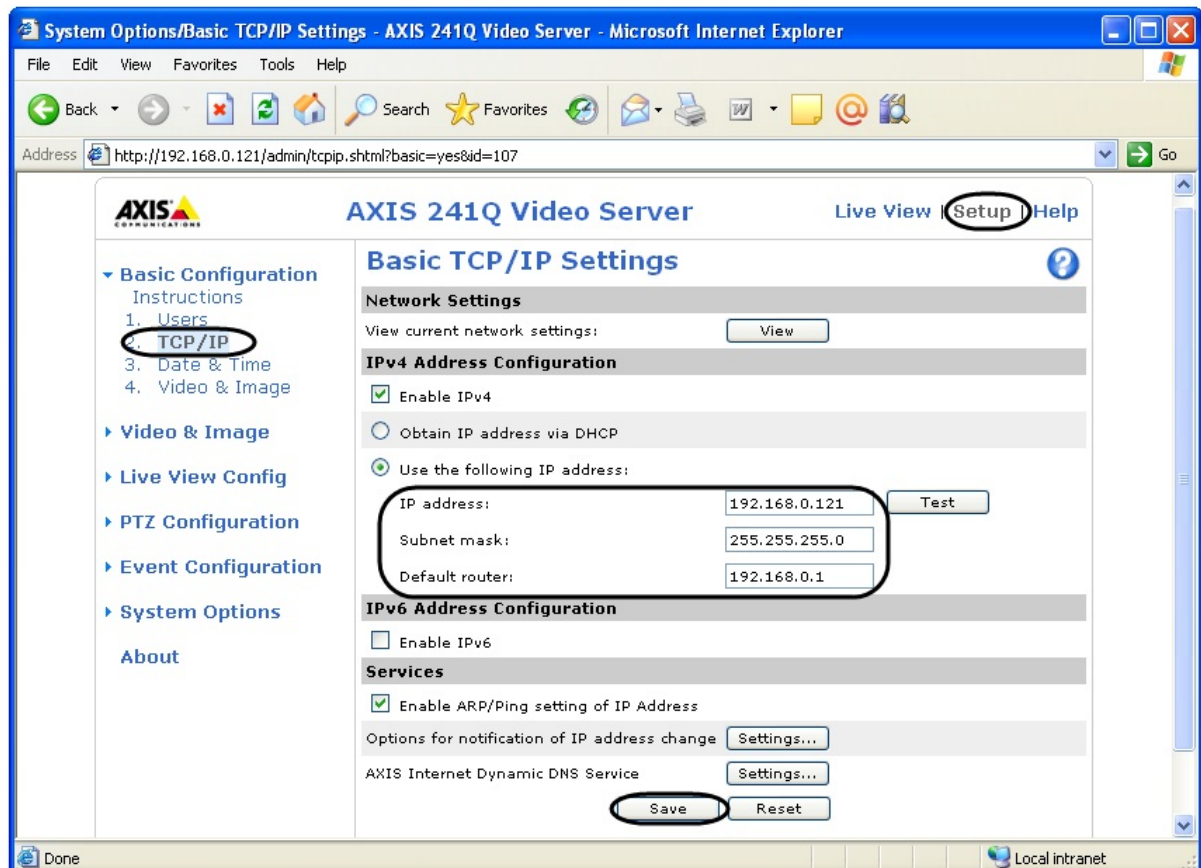 System Options/Basic TCP/IP Settings - AXIS 241Q Video Server - Microsoft Internet Explorer
File Edit View Favorites Tools Help
Back Search Favorites
Address http://192.168.0.121/admin/tcpip.shtml?basic=yes&id=107 Go
AXIS
COMMUNICATIONS
AXIS 241Q Video Server
Live View | Setup | Help
Basic Configuration
Instructions
1. Users
2. TCP/IP
3. Date & Time
4. Video & Image
Video & Image
Live View Config
PTZ Configuration
Event Configuration
System Options
About
Basic TCP/IP Settings
Network Settings
View current network settings: View
IPv4 Address Configuration
Enable IPv4
Obtain IP address via DHCP
Use the following IP address:
IP address: 192.168.0.121 Test
Subnet mask: 255.255.255.0
Default router: 192.168.0.1
IPv6 Address Configuration
Enable IPv6
Services
Enable ARP/Ping setting of IP Address
Options for notification of IP address change Settings...
AXIS Internet Dynamic DNS Service Settings...
Save Reset
Done Local intranet